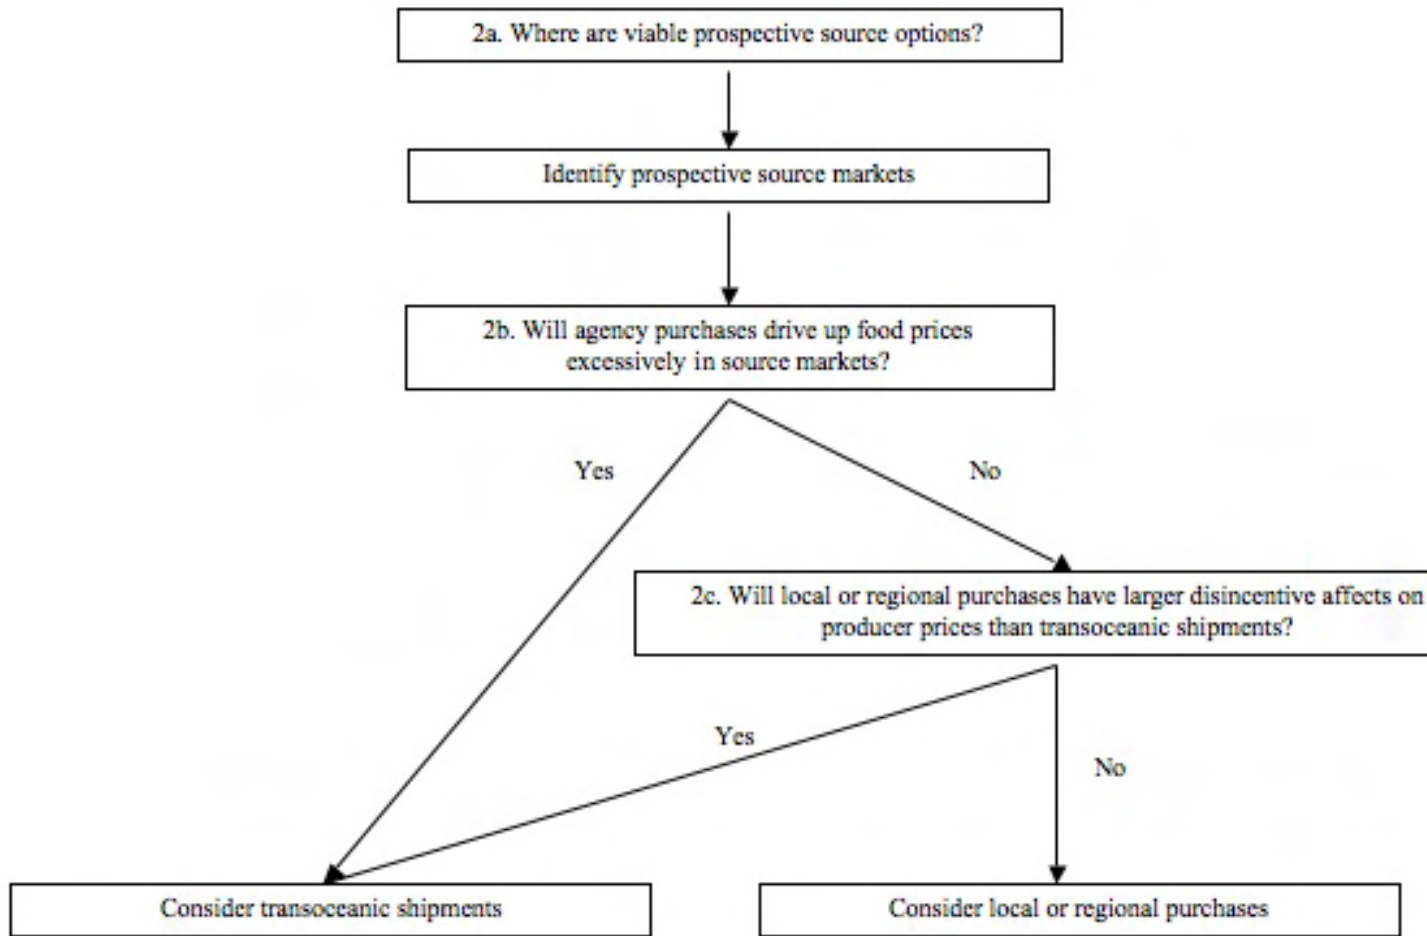 2a. Where are viable prospective source options?
Identify prospective source markets
2b. Will agency purchases drive up food prices
excessively in source markets?
Yes
No
2c. Will local or regional purchases have larger disincentive affects on
producer prices than transoceanic shipments?
Yes
No
Consider transoceanic shipments
Consider local or regional purchases